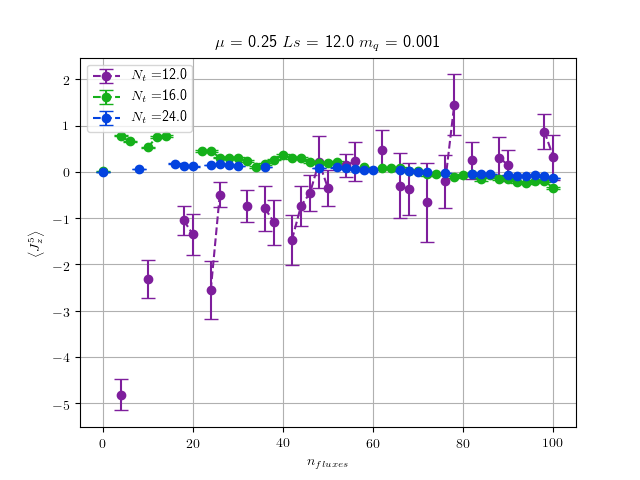 μ = 0.25 Ls = 12.0 m_q = 0.001
N_t =12.0
N_t =16.0
N_t =24.0
2
1
0
−1
−2
−3
−4
−5
⟨J_z^5⟩
0 20 40 60 80 100
n_fluxes